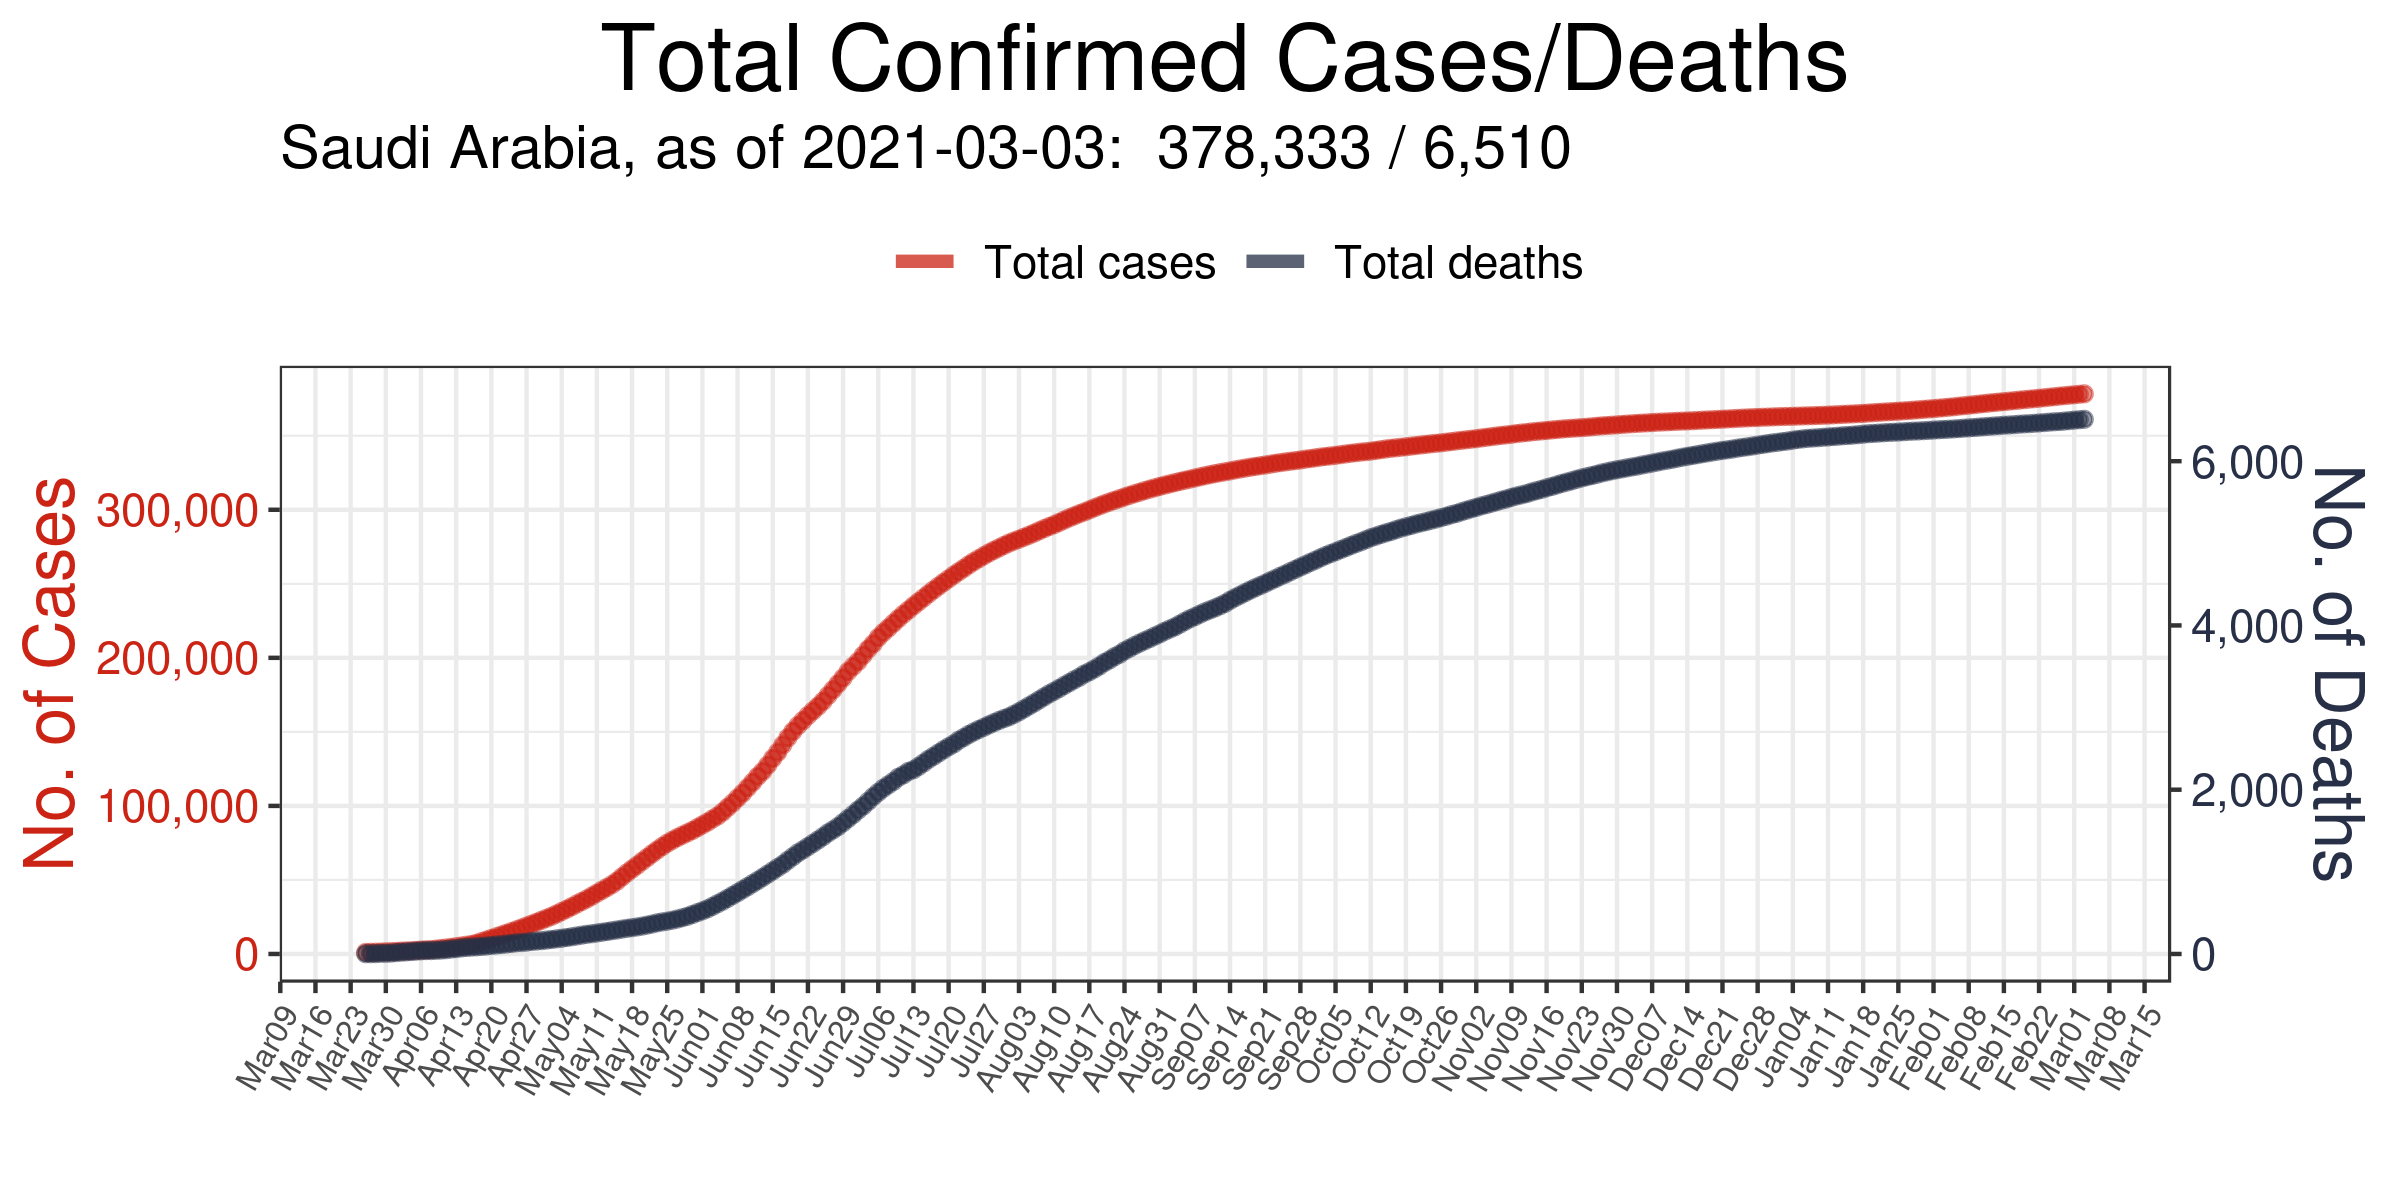 Total Confirmed Cases/Deaths
Saudi Arabia, as of 2021-03-03:  378,333 / 6,510
Total cases
Total deaths
No. of Cases
300,000
200,000
100,000
0
6,000
4,000
2,000
0
No. of Deaths
Mar09
Mar16
Mar23
Mar30
Apr06
Apr13
Apr20
Apr27
May04
May11
May18
May25
Jun01
Jun08
Jun15
Jun22
Jun29
Jul06
Jul13
Jul20
Jul27
Aug03
Aug10
Aug17
Aug24
Aug31
Sep07
Sep14
Sep21
Sep28
Oct05
Oct12
Oct19
Oct26
Nov02
Nov09
Nov16
Nov23
Nov30
Dec07
Dec14
Dec21
Dec28
Jan04
Jan11
Jan18
Jan25
Feb01
Feb08
Feb15
Feb22
Mar01
Mar08
Mar15